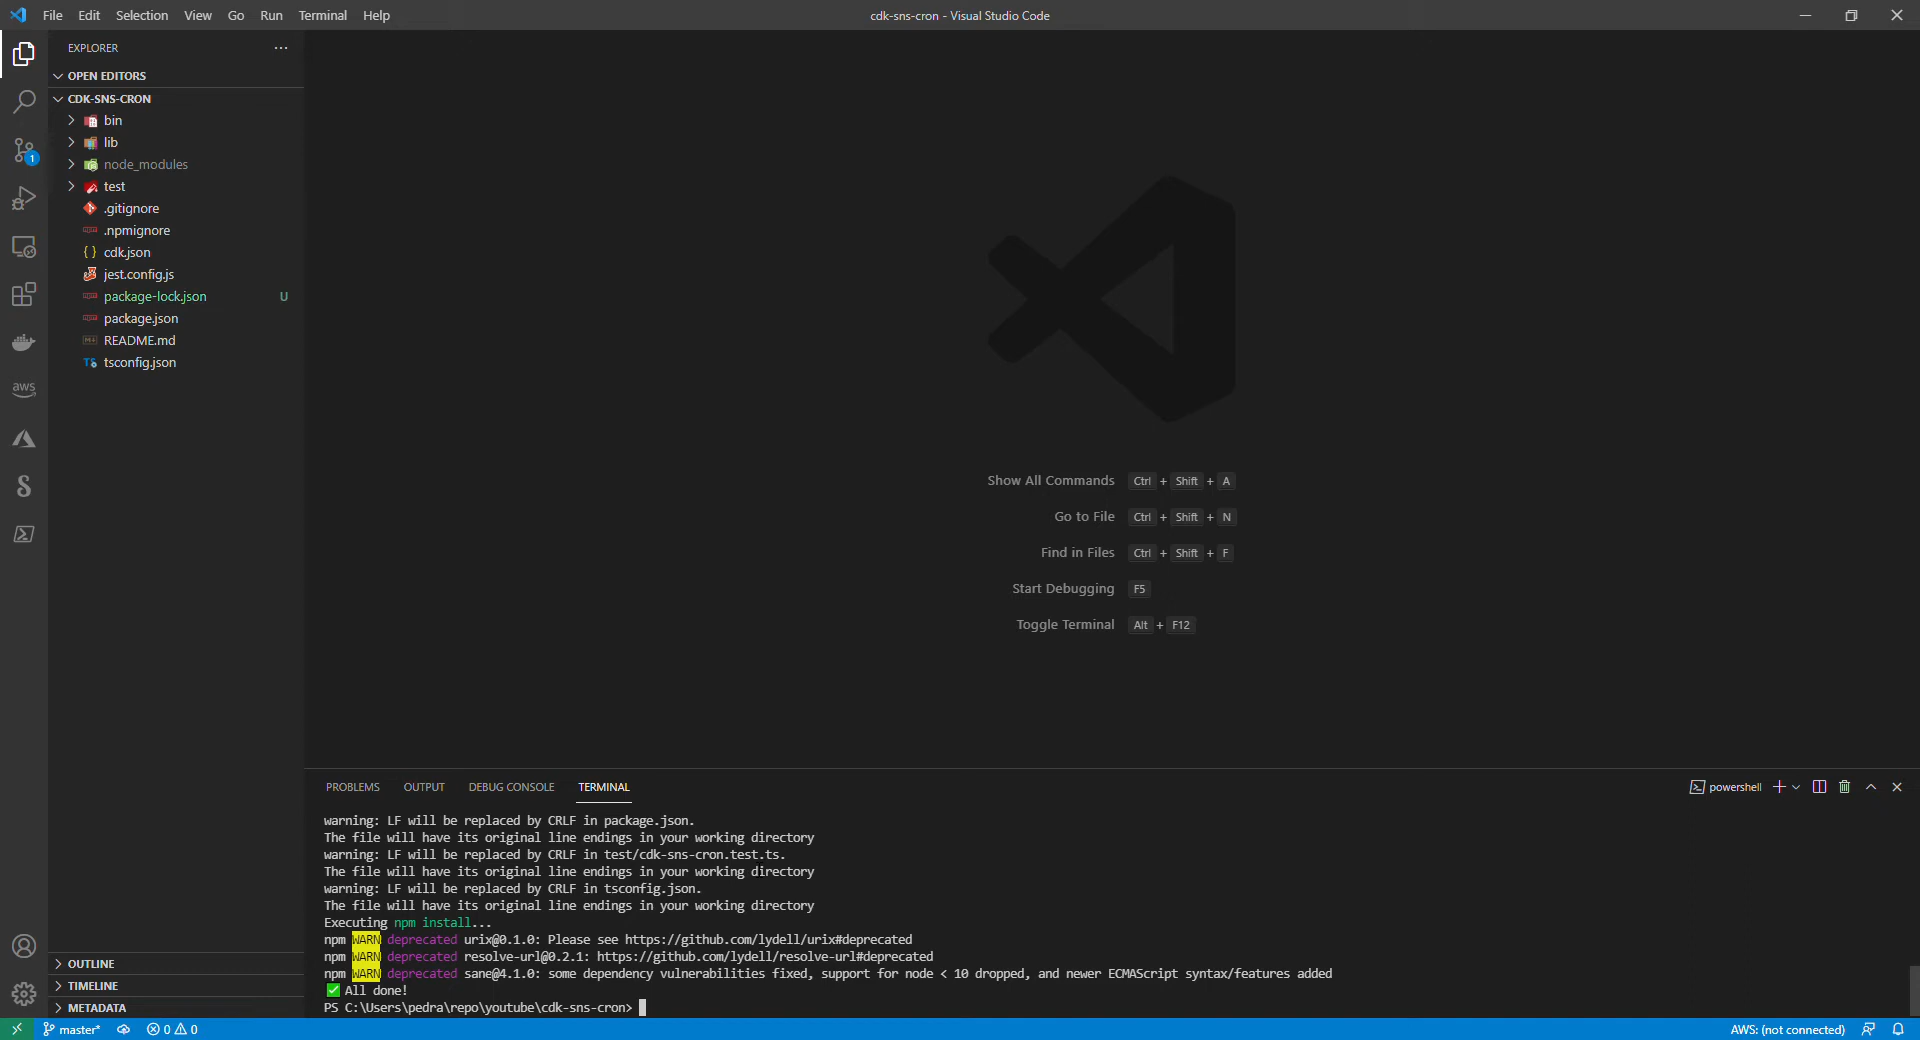 File Edit Selection View Go Run Terminal Help
cdk-sns-cron - Visual Studio Code
EXPLORER
OPEN EDITORS
CDK-SNS-CRON
bin
lib
node_modules
test
.gitignore
.npmignore
{ } cdk.json
jest.config.js
package-lock.json U
package.json
README.md
TS tsconfig.json
1
aws
OUTLINE
TIMELINE
METADATA
Show All Commands Ctrl + Shift + A
Go to File Ctrl + Shift + N
Find in Files Ctrl + Shift + F
Start Debugging F5
Toggle Terminal Alt + F12
PROBLEMS OUTPUT DEBUG CONSOLE TERMINAL
powershell
warning: LF will be replaced by CRLF in package.json.
The file will have its original line endings in your working directory
warning: LF will be replaced by CRLF in test/cdk-sns-cron.test.ts.
The file will have its original line endings in your working directory
warning: LF will be replaced by CRLF in tsconfig.json.
The file will have its original line endings in your working directory
Executing npm install...
npm WARN deprecated urix@0.1.0: Please see https://github.com/lydell/urix#deprecated
npm WARN deprecated resolve-url@0.2.1: https://github.com/lydell/resolve-url#deprecated
npm WARN deprecated sane@4.1.0: some dependency vulnerabilities fixed, support for node < 10 dropped, and newer ECMAScript syntax/features added
✅ All done!
PS C:\Users\pedra\repo\youtube\cdk-sns-cron>
master* 0 0
AWS: (not connected)